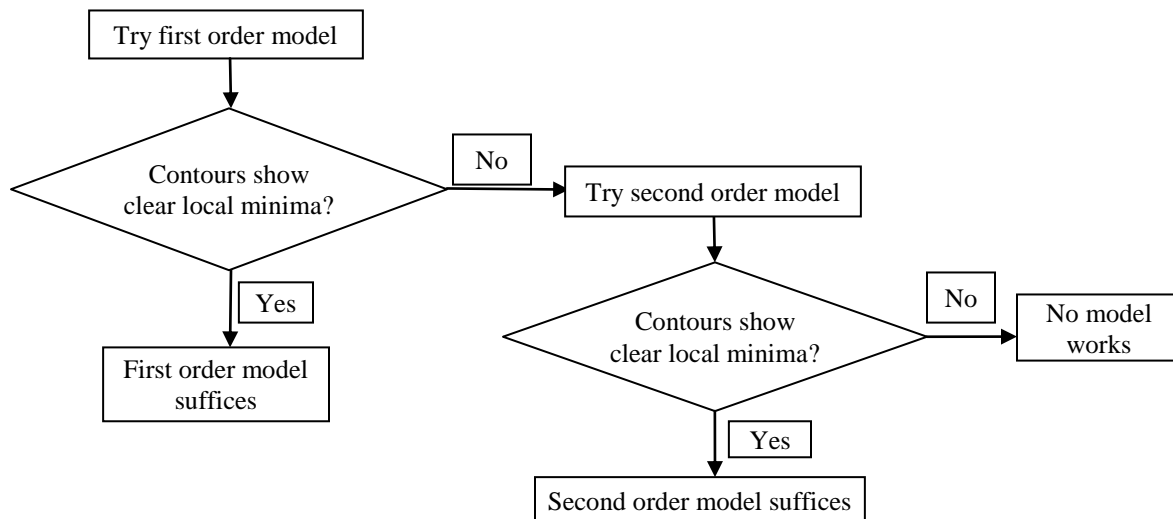 Try first order model
Contours show
clear local minima?
No
Try second order model
Yes
First order model
suffices
Contours show
clear local minima?
No
No model
works
Yes
Second order model suffices